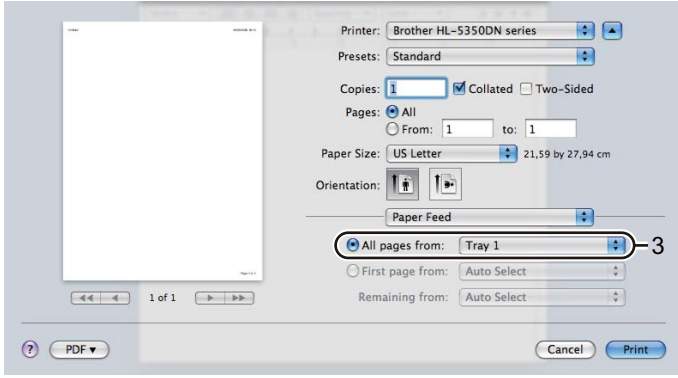 Printer: Brother HL-5350DN series
Presets: Standard
Copies: 1 Collated Two-Sided
Pages: All
From: 1 to: 1
Paper Size: US Letter 21,59 by 27,94 cm
Orientation:
Paper Feed
All pages from: Tray 1 3
First page from: Auto Select
Remaining from: Auto Select
1 of 1
? PDF Cancel Print